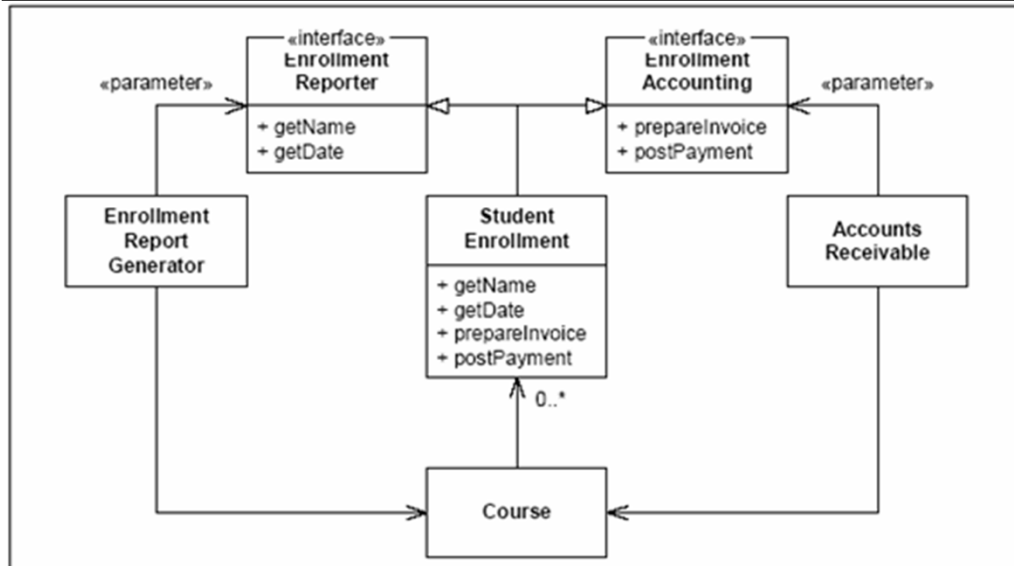 «interface»
Enrollment
Reporter
+ getName
+ getDate
«interface»
Enrollment
Accounting
+ prepareInvoice
+ postPayment
«parameter»
«parameter»
Enrollment
Report
Generator
Student
Enrollment
+ getName
+ getDate
+ prepareInvoice
+ postPayment
Accounts
Receivable
0..*
Course